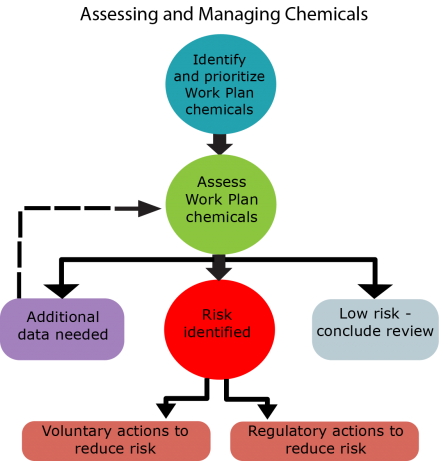 Assessing and Managing Chemicals
Identify
and prioritize
Work Plan
chemicals
Assess
Work Plan
chemicals
Additional
data needed
Risk
identified
Low risk -
conclude review
Voluntary actions to
reduce risk
Regulatory actions to
reduce risk